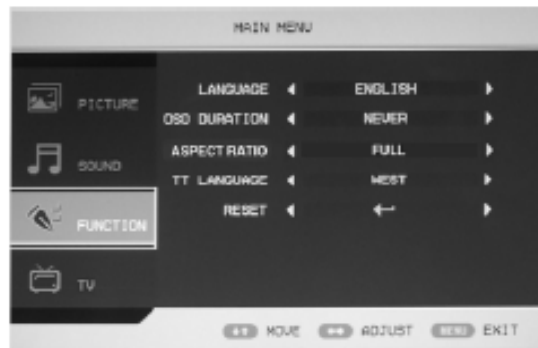 MAIN MENU
PICTURE
SOUND
FUNCTION
TV
LANGUAGE ENGLISH
OSD DURATION NEVER
ASPECT RATIO FULL
TT LANGUAGE WEST
RESET
MOVE ADJUST MENU EXIT